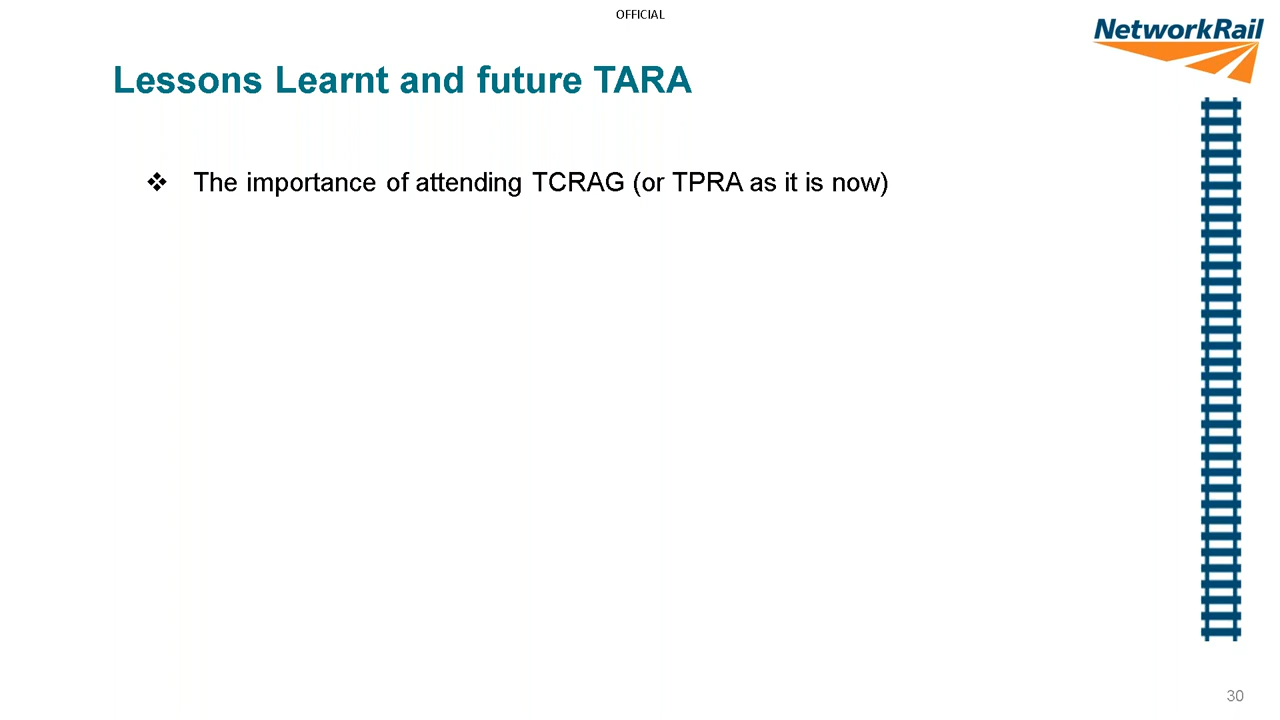 OFFICIAL
NetworkRail
Lessons Learnt and future TARA
❖ The importance of attending TCRAG (or TPRA as it is now)
30